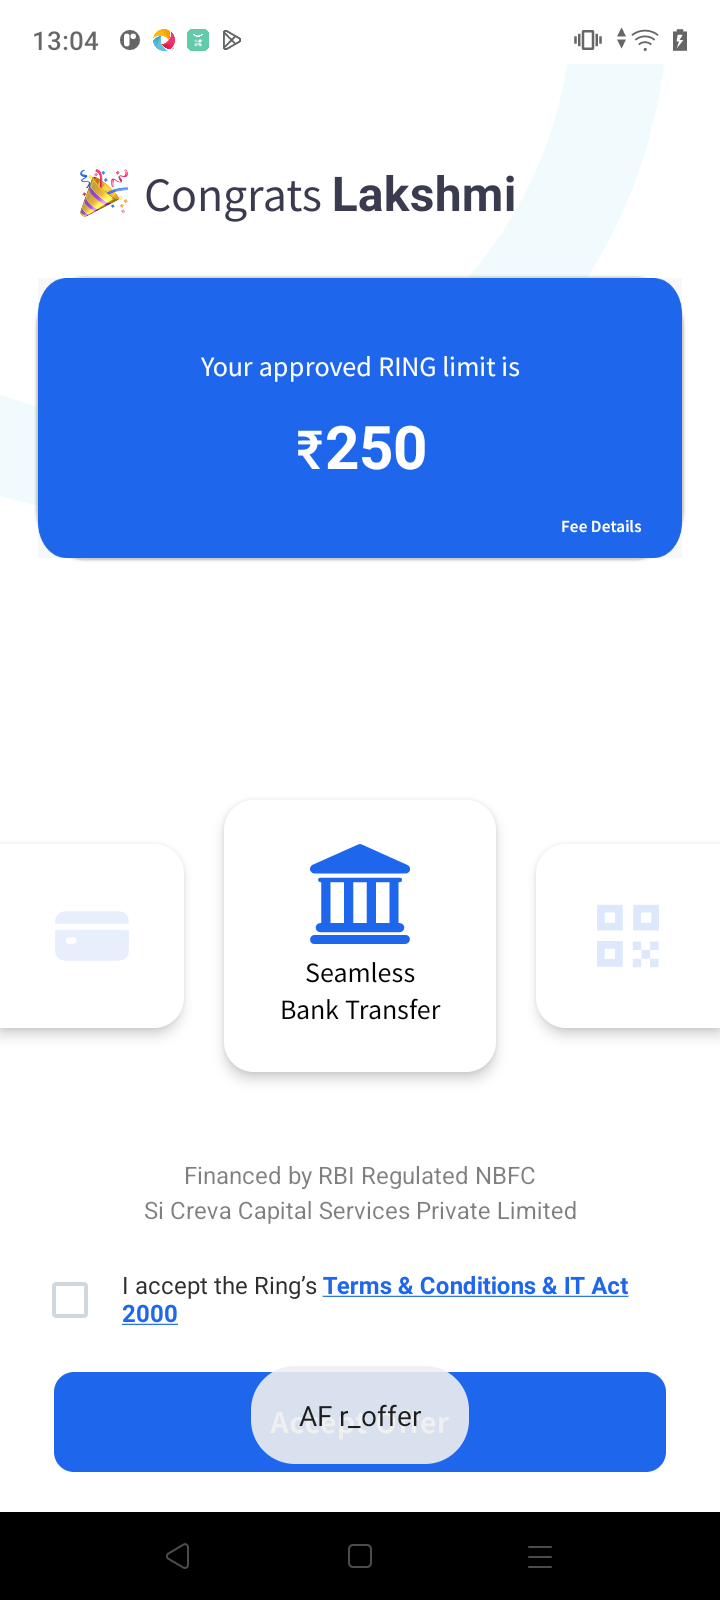 13:04
Congrats Lakshmi
Your approved RING limit is
₹250
Fee Details
Seamless
Bank Transfer
Financed by RBI Regulated NBFC
Si Creva Capital Services Private Limited
I accept the Ring’s Terms & Conditions & IT Act
2000
Accept Offer
AF r_offer